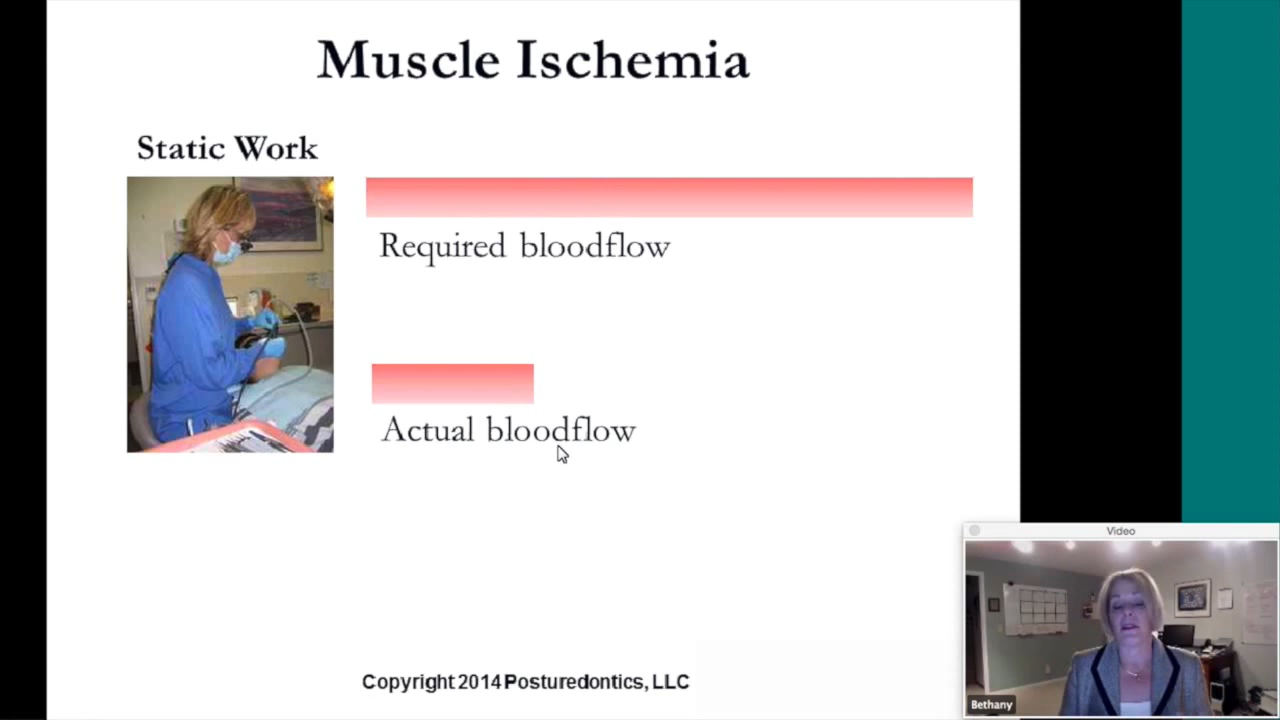 Muscle Ischemia
Static Work
Required bloodflow
Actual bloodflow
Copyright 2014 Posturedontics, LLC
Video
Bethany